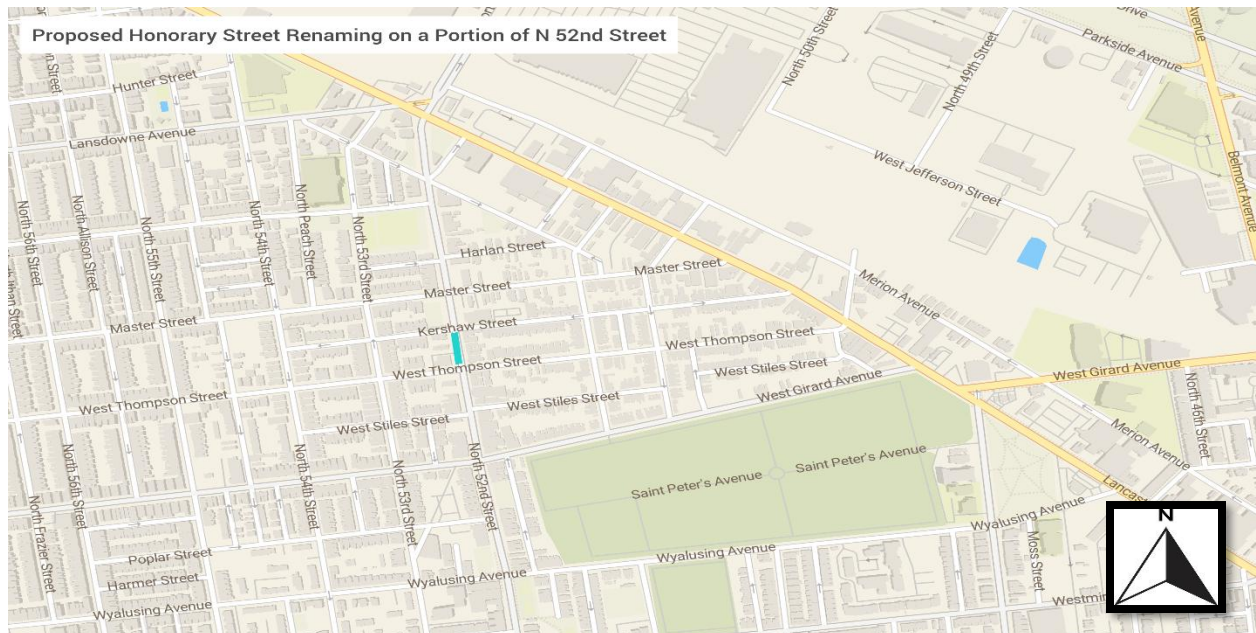 Proposed Honorary Street Renaming on a Portion of N 52nd Street
Drive
Avenue
Parkside Avenue
North 50th Street
North 49th Street
Hunter Street
Lansdowne Avenue
West Jefferson Street
Belmont Avenue
North 56th Street
North Allison Street
North 55th Street
North 54th Street
North Peach Street
North 53rd Street
Harlan Street
Master Street
Merion Avenue
Master Street
Master Street
Kershaw Street
West Thompson Street
West Thompson Street
West Stiles Street
West Girard Avenue
West Girard Avenue
West Thompson Street
West Stiles Street
West Stiles Street
North 46th Street
Merion Avenue
Saint Peter's Avenue
Saint Peter's Avenue
North 56th Street
North 54th Street
North 53rd Street
North 52nd Street
North Frazier Street
Wyalusing Avenue
Moss Street
Poplar Street
Wyalusing Avenue
Harmer Street
Wyalusing Avenue
Wyalusing Avenue
N